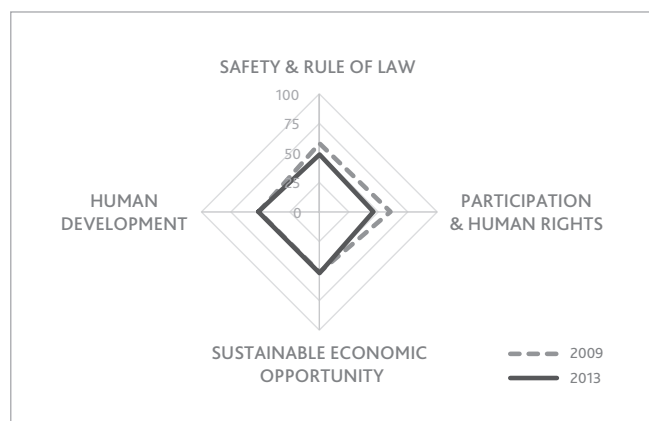 SAFETY & RULE OF LAW
100
75
50
25
0
HUMAN
DEVELOPMENT
PARTICIPATION
& HUMAN RIGHTS
SUSTAINABLE ECONOMIC
OPPORTUNITY
2009
2013